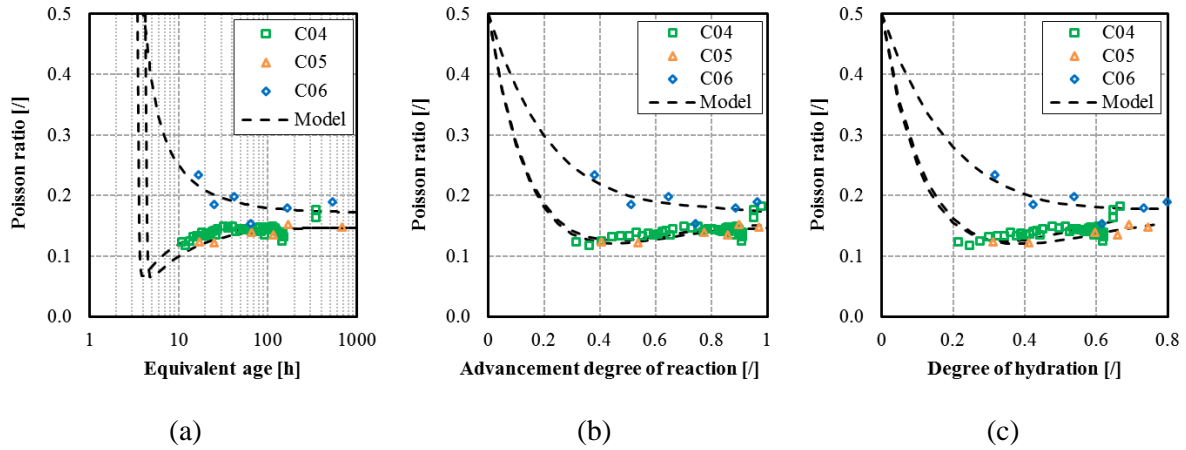 0.5
0.4
0.3
0.2
0.1
0.0
Poisson ratio [/]
C04
C05
C06
Model
1 10 100 1000
Equivalent age [h]
(a)
0.5
0.4
0.3
0.2
0.1
0.0
Poisson ratio [/]
C04
C05
C06
Model
0 0.2 0.4 0.6 0.8 1
Advancement degree of reaction [/]
(b)
0.5
0.4
0.3
0.2
0.1
0.0
Poisson ratio [/]
C04
C05
C06
Model
0 0.2 0.4 0.6 0.8
Degree of hydration [/]
(c)